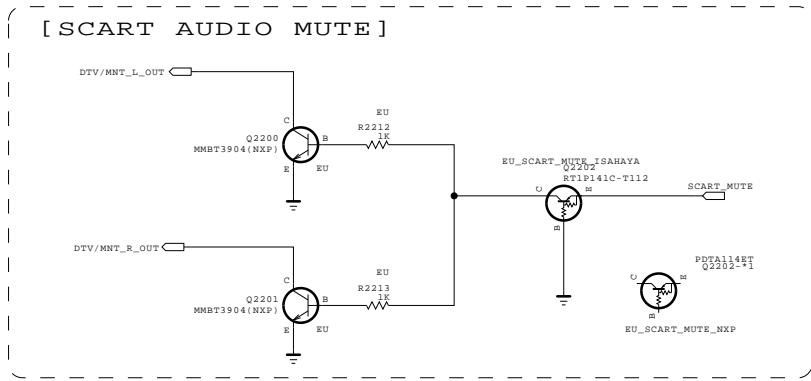 [SCART AUDIO MUTE]
DTV/MNT_L_OUT
C
B
E
Q2200
MMBT3904(NXP)
EU
EU
R2212
1K
EU_SCART_MUTE_ISAHAYA
Q2202
RT1P141C-T112
C
E
B
SCART_MUTE
DTV/MNT_R_OUT
C
B
E
Q2201
MMBT3904(NXP)
EU
EU
R2213
1K
PDTA114ET
Q2202-*1
C
E
B
EU_SCART_MUTE_NXP